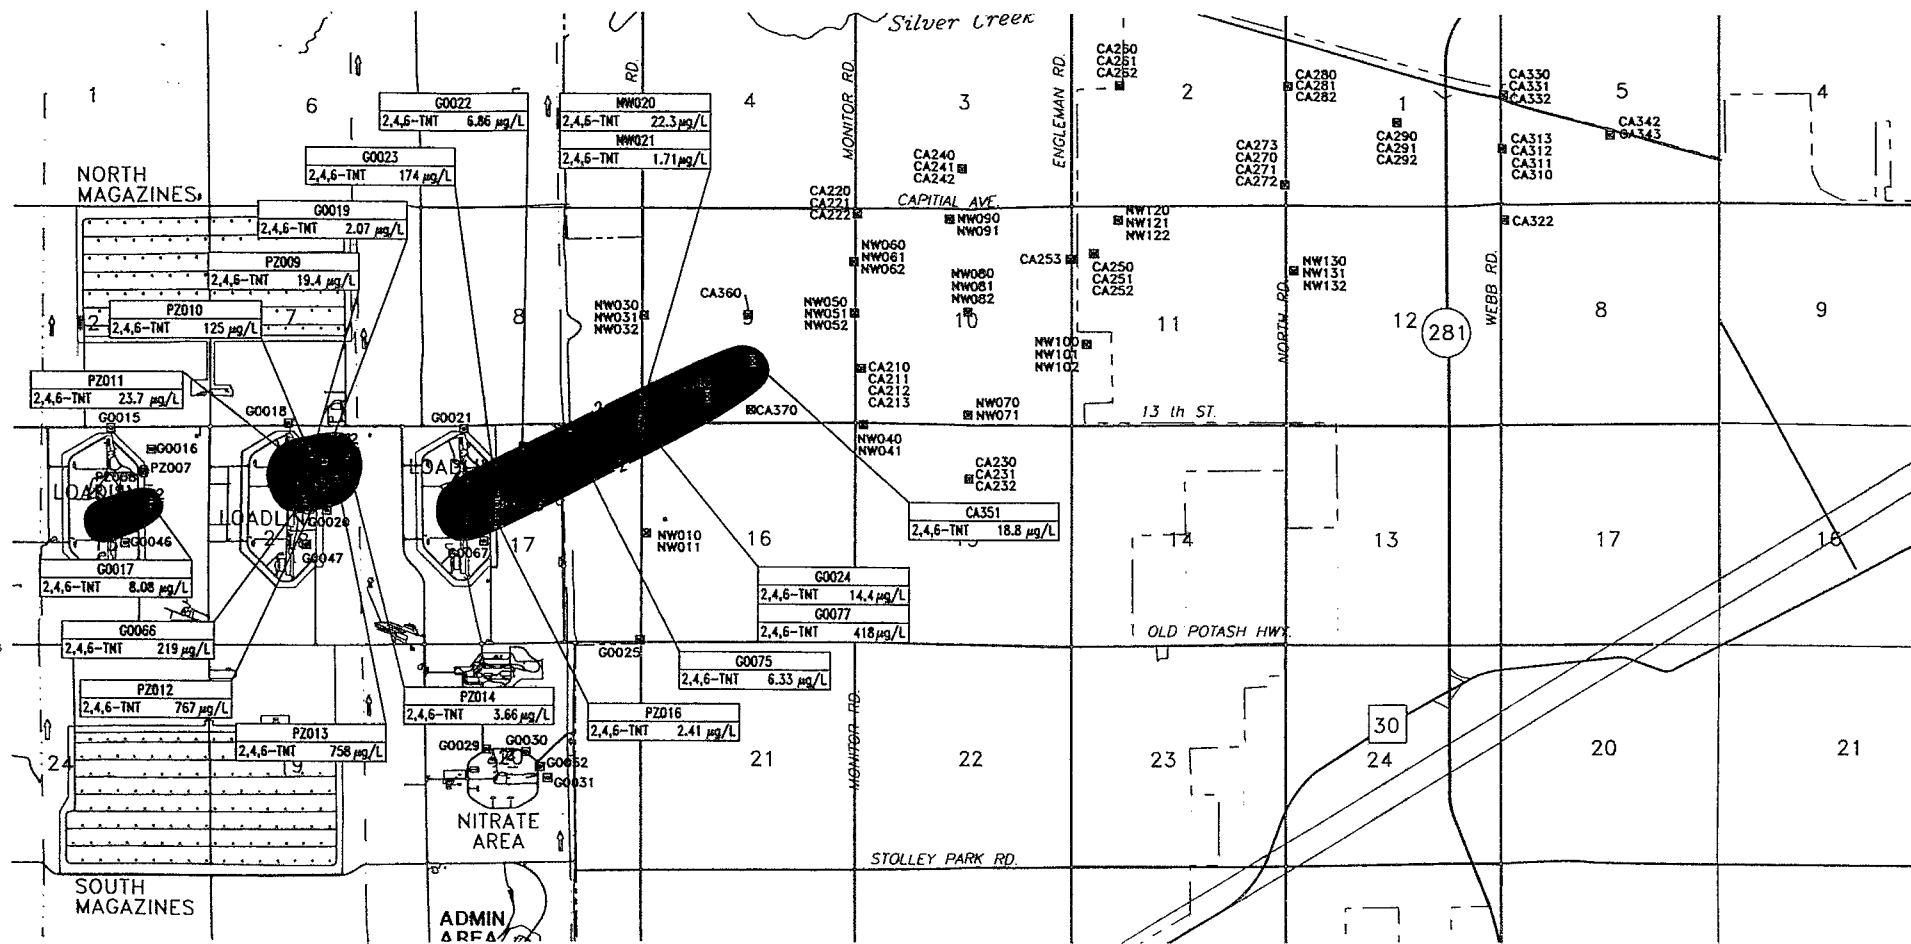 Silver Creek
1
6
4
3
2
1
5
4
RD.
MONITOR RD.
ENGLEMAN RD.
CA260
CA261
CA262
CA280
CA281
CA282
CA290
CA291
CA292
CA330
CA331
CA332
CA342
CA343
CA313
CA312
CA311
CA310
CA273
CA270
CA271
CA272
CA240
CA241
CA242
CA220
CA221
CA222
CAPITIAL AVE.
NORTH
MAGAZINES
G0022
2,4,6-TNT 6.86 µg/L
NW020
2,4,6-TNT 22.3 µg/L
NW021
2,4,6-TNT 1.71 µg/L
G0023
2,4,6-TNT 174 µg/L
G0019
2,4,6-TNT 2.07 µg/L
PZ009
2,4,6-TNT 19.4 µg/L
PZ010
2,4,6-TNT 125 µg/L
PZ011
2,4,6-TNT 23.7 µg/L
NW090
NW091
NW120
NW121
NW122
CA322
NW060
NW061
NW062
CA253
CA250
CA251
CA252
NW130
NW131
NW132
NW080
NW081
NW082
CA360
NW030
NW031
NW032
NW050
NW051
NW052
7
8
9
10
11
12
8
9
281
NORTH RD.
WEBB RD.
NW100
NW101
NW102
CA210
CA211
CA212
CA213
CA370
NW070
NW071
13 th ST.
NW040
NW041
CA230
CA231
CA232
G0015
G0016
PZ007
G0018
G0021
G0046
G0020
G0047
G0067
17
16
14
13
17
16
NW010
NW011
CA351
2,4,6-TNT 18.8 µg/L
G0024
2,4,6-TNT 14.4 µg/L
G0077
2,4,6-TNT 418 µg/L
G0017
2,4,6-TNT 8.08 µg/L
G0066
2,4,6-TNT 219 µg/L
G0025
G0075
2,4,6-TNT 6.33 µg/L
OLD POTASH HWY.
PZ012
2,4,6-TNT 767 µg/L
PZ014
2,4,6-TNT 3.66 µg/L
PZ016
2,4,6-TNT 2.41 µg/L
PZ013
2,4,6-TNT 758 µg/L
MONITOR RD.
30
24
21
22
23
24
20
21
G0029
G0030
G0031
NITRATE
AREA
STOLLEY PARK RD.
SOUTH
MAGAZINES
ADMIN
AREA